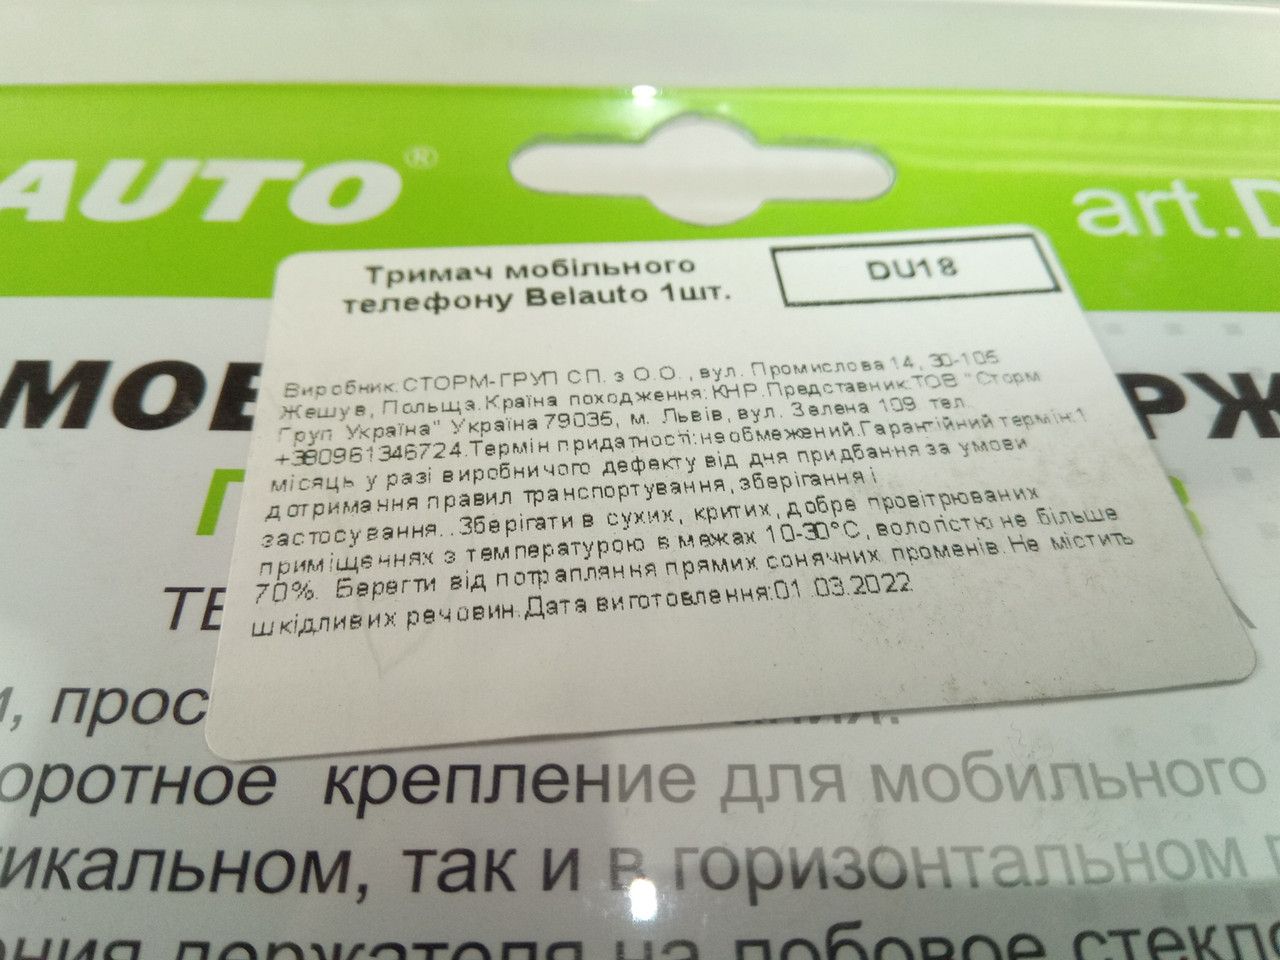 AUTO®
art.D
Тримач мобільного
телефону Belauto 1шт.
DU18
Виробник:СТОРМ-ГРУП СП. з О.О., вул. Промислова 14, 30-105
Жешув, Польща.Країна походження:КНР.Представник:ТОВ "Сторм
Груп Україна" Україна 79035, м. Львів, вул. Зелена 109 тел.
+380961346724.Термін придатності:необмежений.Гарантійний термін:1
місяць у разі виробничого дефекту від дня придбання за умови
дотримання правил транспортування,зберігання і
застосування..Зберігати в сухих, критих, добре провітрюваних
приміщеннях з температурою в межах 10-30°С, вологістю не більше
70%. Берегти від потрапляння прямих сонячних променів.Не містить
шкідливих речовин.Дата виготовлення:01.03.2022
МОБ
РЖ
ТЕ
, прос
оротное крепление для мобильного
икальном, так и в горизонтальном
ения держателя на лобовое стекло